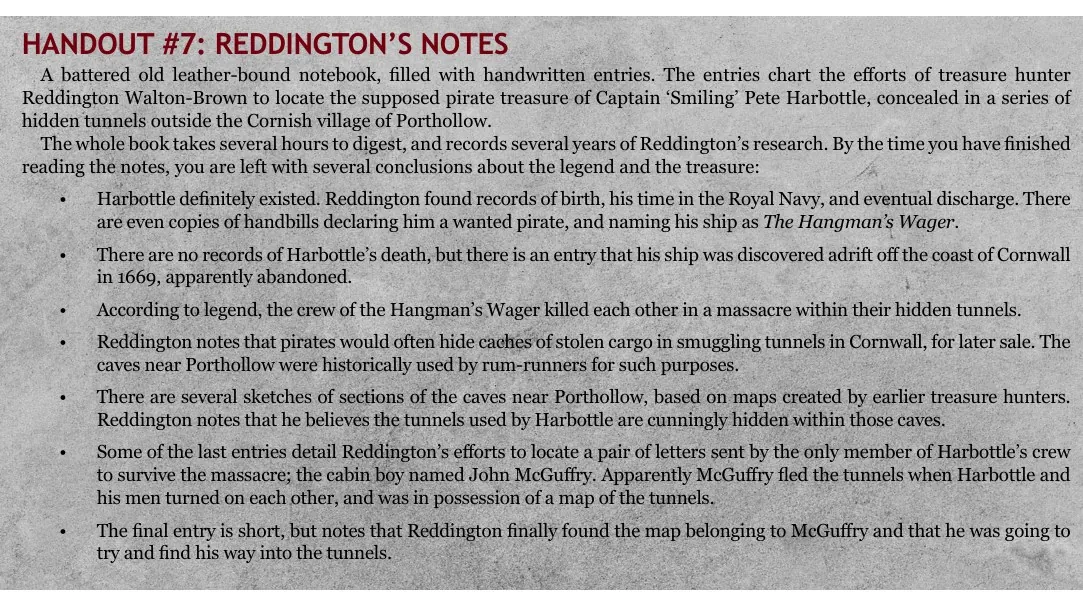 HANDOUT #7: REDDINGTON’S NOTES
A battered old leather-bound notebook, filled with handwritten entries. The entries chart the efforts of treasure hunter
Reddington Walton-Brown to locate the supposed pirate treasure of Captain ‘Smiling’ Pete Harbottle, concealed in a series of
hidden tunnels outside the Cornish village of Porthollow.
The whole book takes several hours to digest, and records several years of Reddington’s research. By the time you have finished
reading the notes, you are left with several conclusions about the legend and the treasure:
• Harbottle definitely existed. Reddington found records of birth, his time in the Royal Navy, and eventual discharge. There
are even copies of handbills declaring him a wanted pirate, and naming his ship as The Hangman’s Wager.
• There are no records of Harbottle’s death, but there is an entry that his ship was discovered adrift off the coast of Cornwall
in 1669, apparently abandoned.
• According to legend, the crew of the Hangman’s Wager killed each other in a massacre within their hidden tunnels.
• Reddington notes that pirates would often hide caches of stolen cargo in smuggling tunnels in Cornwall, for later sale. The
caves near Porthollow were historically used by rum-runners for such purposes.
• There are several sketches of sections of the caves near Porthollow, based on maps created by earlier treasure hunters.
Reddington notes that he believes the tunnels used by Harbottle are cunningly hidden within those caves.
• Some of the last entries detail Reddington’s efforts to locate a pair of letters sent by the only member of Harbottle’s crew
to survive the massacre; the cabin boy named John McGuffry. Apparently McGuffry fled the tunnels when Harbottle and
his men turned on each other, and was in possession of a map of the tunnels.
• The final entry is short, but notes that Reddington finally found the map belonging to McGuffry and that he was going to
try and find his way into the tunnels.